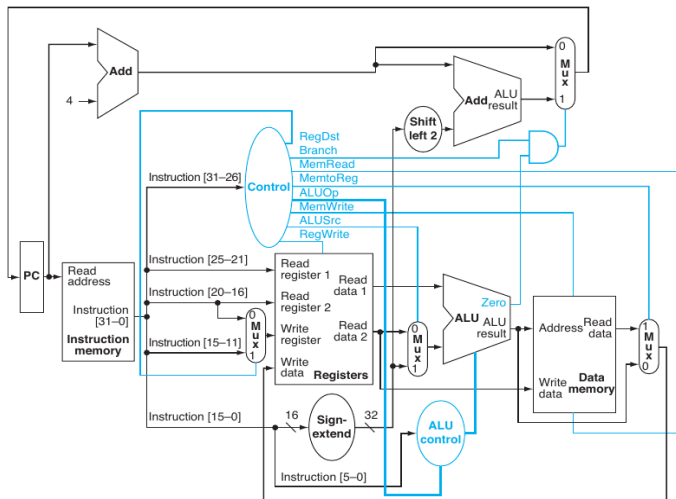 0
M
u
x
1
Add
4
Add
ALU
result
Shift
left 2
RegDst
Branch
MemRead
MemtoReg
ALUOp
MemWrite
ALUSrc
RegWrite
Instruction [31–26]
Control
PC
Read
address
Instruction
[31–0]
Instruction
memory
Instruction [25–21]
Instruction [20–16]
Instruction [15–11]
0
M
u
x
1
Read
register 1
Read
register 2
Write
register
Write
data
Read
data 1
Read
data 2
Registers
0
M
u
x
1
Zero
ALU
ALU
result
Address
Read
data
Write
data
Data
memory
1
M
u
x
0
Instruction [15–0]
16
Sign-
extend
32
ALU
control
Instruction [5–0]